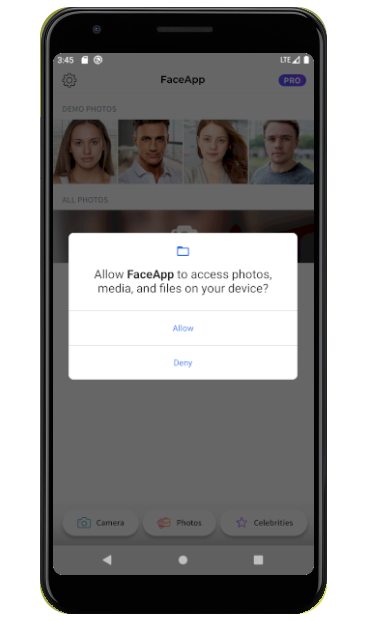 3:45
LTE
FaceApp
PRO
DEMO PHOTOS
ALL PHOTOS
Allow FaceApp to access photos,
media, and files on your device?
Allow
Deny
Camera
Photos
Celebrities